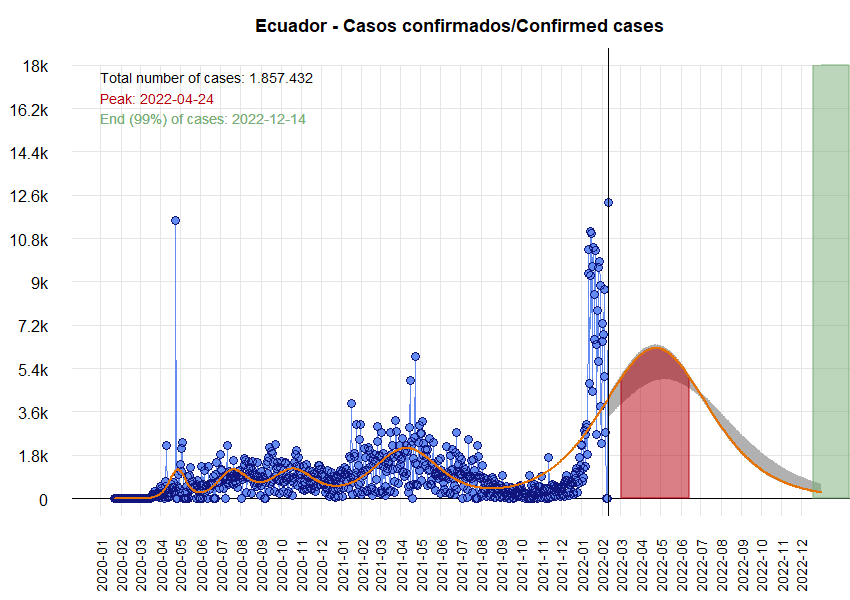 Ecuador - Casos confirmados/Confirmed cases
18k
16.2k
14.4k
12.6k
10.8k
9k
7.2k
5.4k
3.6k
1.8k
0
Total number of cases: 1.857.432
Peak: 2022-04-24
End (99%) of cases: 2022-12-14
2020-01
2020-02
2020-03
2020-04
2020-05
2020-06
2020-07
2020-08
2020-09
2020-10
2020-11
2020-12
2021-01
2021-02
2021-03
2021-04
2021-05
2021-06
2021-07
2021-08
2021-09
2021-10
2021-11
2021-12
2022-01
2022-02
2022-03
2022-04
2022-05
2022-06
2022-07
2022-08
2022-09
2022-10
2022-11
2022-12